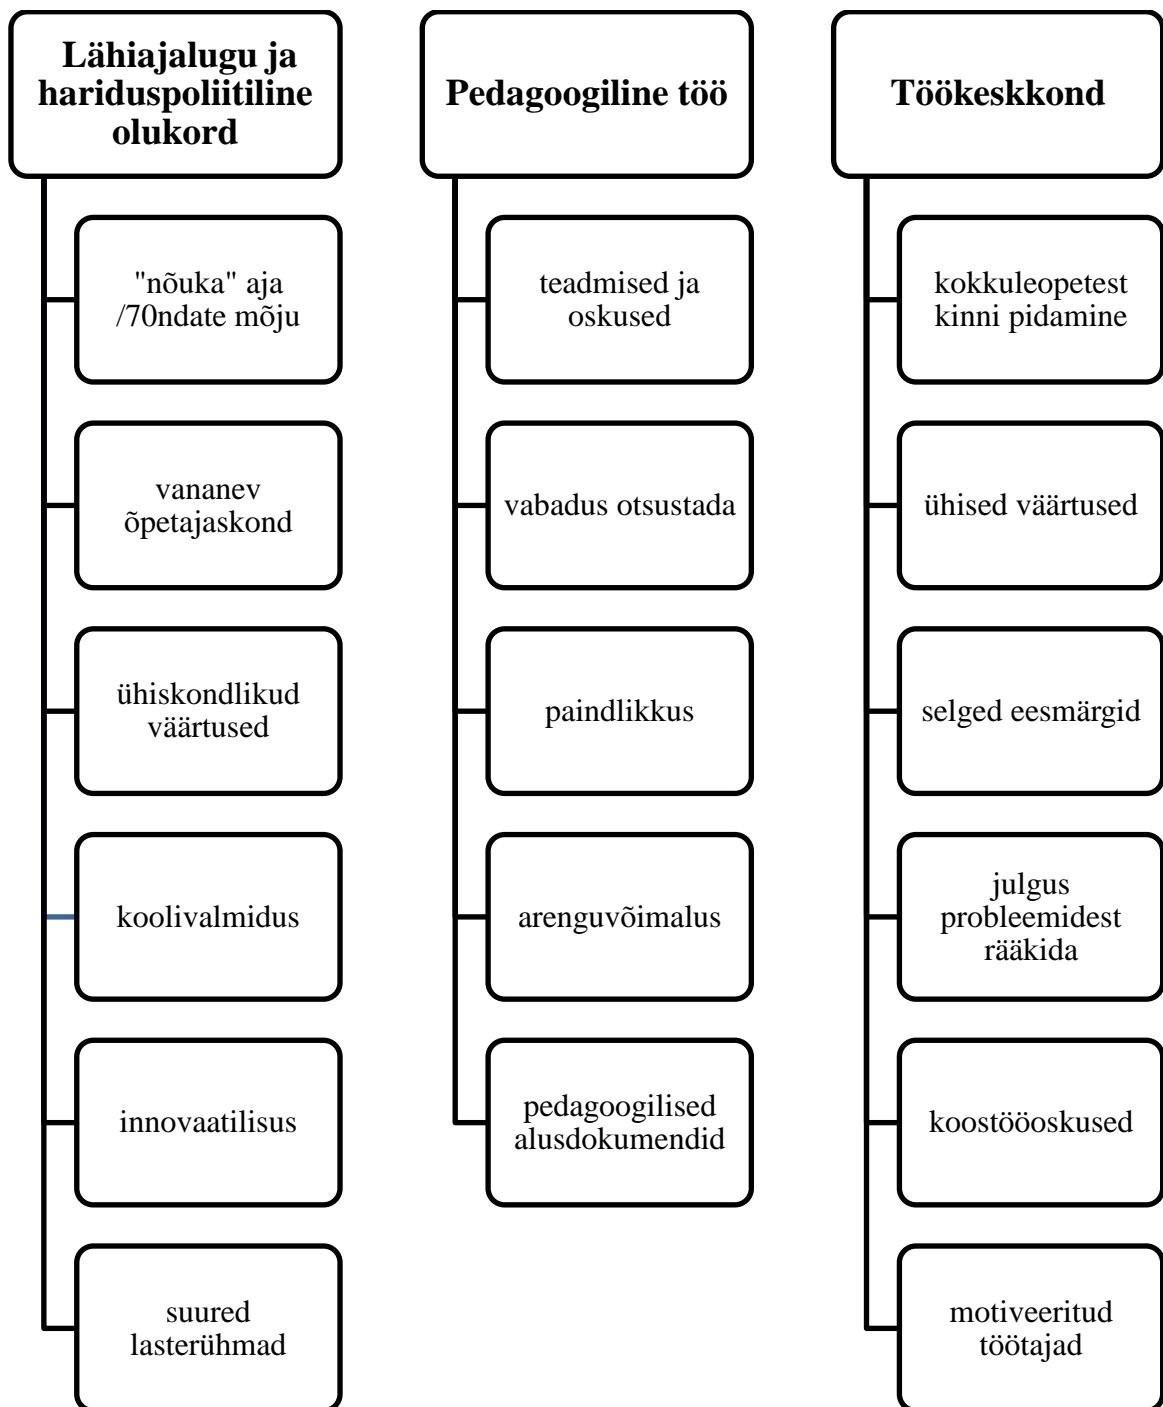 Lähiajalugu ja
hariduspoliitiline
olukord
"nõuka" aja
/70ndate mõju
vananev
õpetajaskond
ühiskondlikud
väärtused
koolivalmidus
innovaatilisus
suured
lasterühmad
Pedagoogiline töö
teadmised ja
oskused
vabadus otsustada
paindlikkus
arenguvõimalus
pedagoogilised
alusdokumendid
Töökeskkond
kokkuleopetest
kinni pidamine
ühised väärtused
selged eesmärgid
julgus
probleemidest
rääkida
koostööoskused
motiveeritud
töötajad